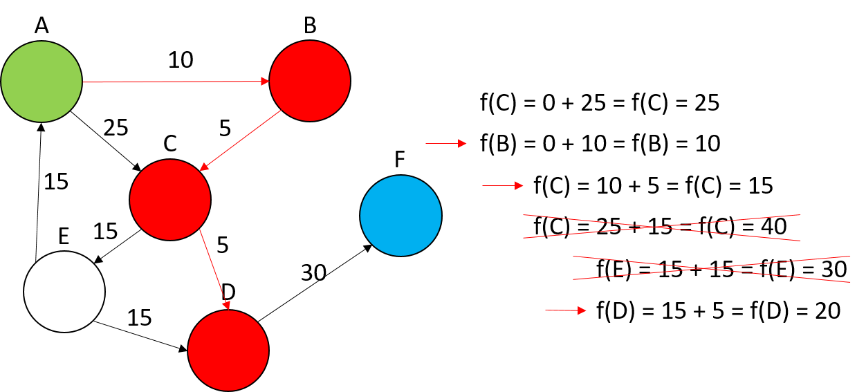 A
B
10
25
5
C
F
15
E
15
5
D
30
15
f(C) = 0 + 25 = f(C) = 25
f(B) = 0 + 10 = f(B) = 10
f(C) = 10 + 5 = f(C) = 15
f(C) = 25 + 15 = f(C) = 40
f(E) = 15 + 15 = f(E) = 30
f(D) = 15 + 5 = f(D) = 20